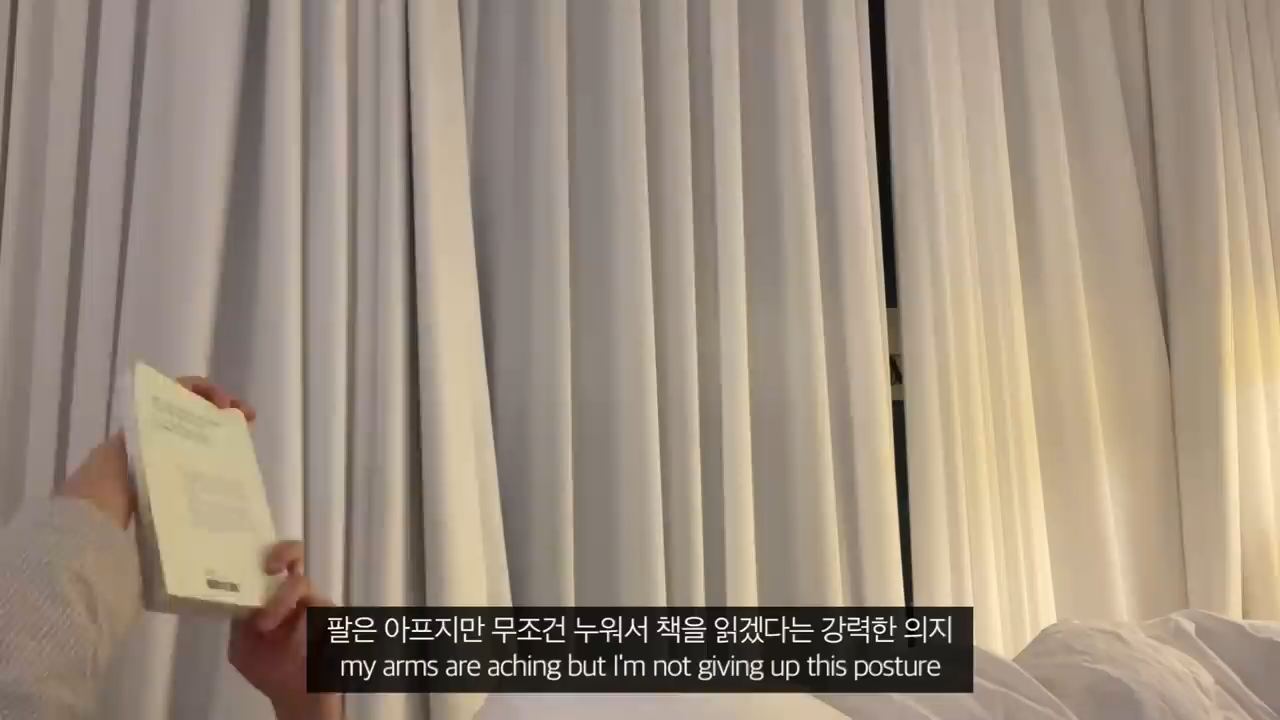 팔은 아프지만 무조건 누워서 책을 읽겠다는 강력한 의지
my arms are aching but I'm not giving up this posture